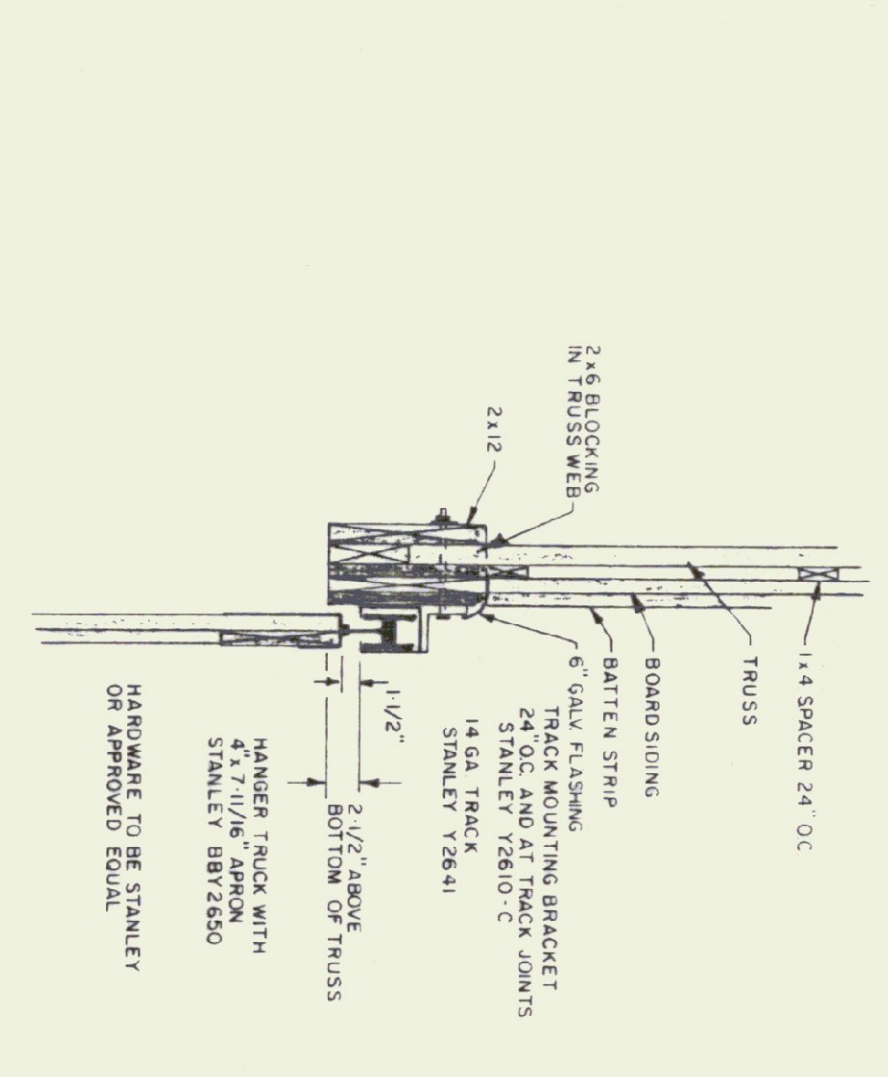 1x4 SPACER 24" O.C
TRUSS
BOARD SIDING
BATTEN STRIP
6" GALV. FLASHING
2x6 BLOCKING
IN TRUSS WEB
2x12
TRACK MOUNTING BRACKET
24" O.C. AND AT TRACK JOINTS
STANLEY Y2610-C
14 GA. TRACK
STANLEY Y2641
1-1/2"
2-1/2" ABOVE
BOTTOM OF TRUSS
HANGER TRUCK WITH
4" x 7-11/16" APRON
STANLEY BBY2650
HARDWARE TO BE STANLEY
OR APPROVED EQUAL